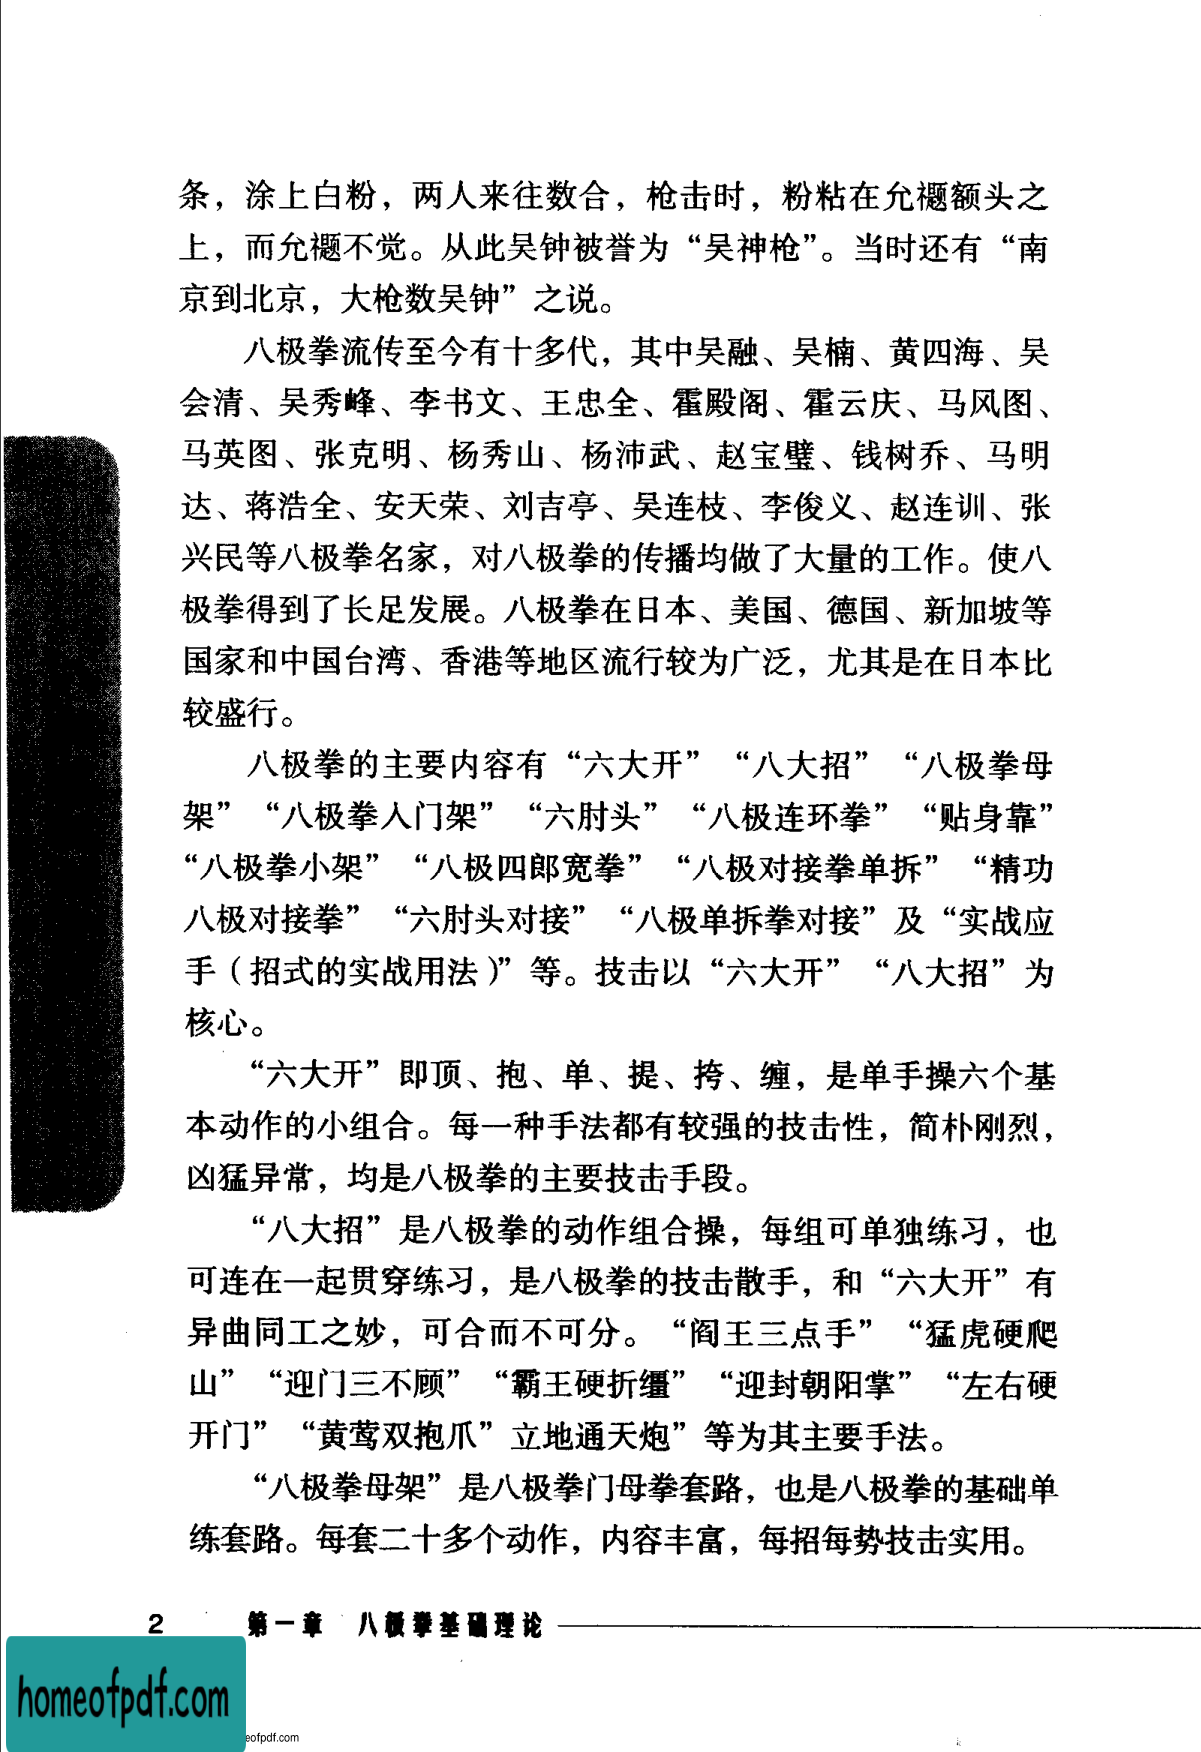 条，涂上白粉，两人来往数合，枪击时，粉粘在允禵额头之
上，而允禵不觉。从此吴钟被誉为“吴神枪”。当时还有“南
京到北京，大枪数吴钟”之说。
八极拳流传至今有十多代，其中吴融、吴楠、黄四海、吴
会清、吴秀峰、李书文、王忠全、霍殿阁、霍云庆、马风图、
马英图、张克明、杨秀山、杨沛武、赵宝璧、钱树乔、马明
达、蒋浩全、安天荣、刘吉亭、吴连枝、李俊义、赵连训、张
兴民等八极拳名家，对八极拳的传播均做了大量的工作。使八
极拳得到了长足发展。八极拳在日本、美国、德国、新加坡等
国家和中国台湾、香港等地区流行较为广泛，尤其是在日本比
较盛行。
八极拳的主要内容有“六大开”“八大招”“八极拳母
架”“八极拳入门架”“六肘头”“八极连环拳”“贴身靠”
“八极拳小架”“八极四郎宽拳”“八极对接拳单拆”“精功
八极对接拳”“六肘头对接”“八极单拆拳对接”及“实战应
手（招式的实战用法）”等。技击以“六大开”“八大招”为
核心。
“六大开”即顶、抱、单、提、挎、缠，是单手操六个基
本动作的小组合。每一种手法都有较强的技击性，简朴刚烈，
凶猛异常，均是八极拳的主要技击手段。
“八大招”是八极拳的动作组合操，每组可单独练习，也
可连在一起贯穿练习，是八极拳的技击散手，和“六大开”有
异曲同工之妙，可合而不可分。“阎王三点手”“猛虎硬爬
山”“迎门三不顾”“霸王硬折缰”“迎封朝阳掌”“左右硬
开门”“黄莺双抱爪”立地通天炮”等为其主要手法。
“八极拳母架”是八极拳门母拳套路，也是八极拳的基础单
练套路。每套二十多个动作，内容丰富，每招每势技击实用。
2 第一章 八极拳基础理论
homeofpdf.com
eofpdf.com